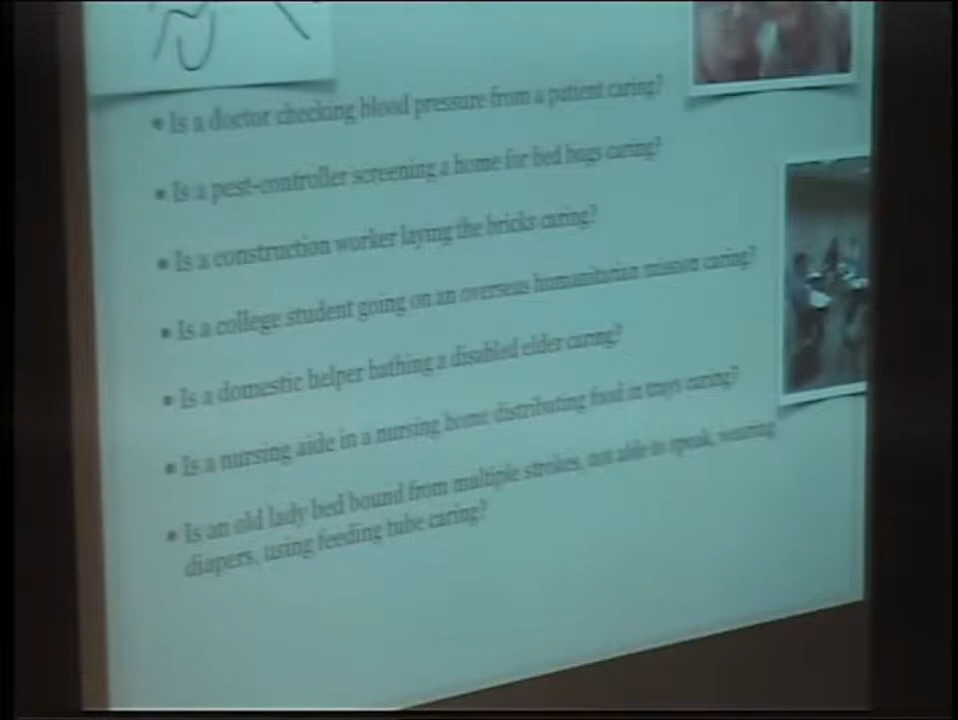 • Is a doctor checking blood pressure from a patient caring?
• Is a pest-controller screening a home for bed bugs caring?
• Is a construction worker laying the bricks caring?
• Is a college student going on an overseas humanitarian mission caring?
• Is a domestic helper bathing a disabled elder caring?
• Is a nursing aide in a nursing home distributing food in trays caring?
• Is an old lady bed bound from multiple strokes, not able to speak, wearing
diapers, using feeding tube caring?